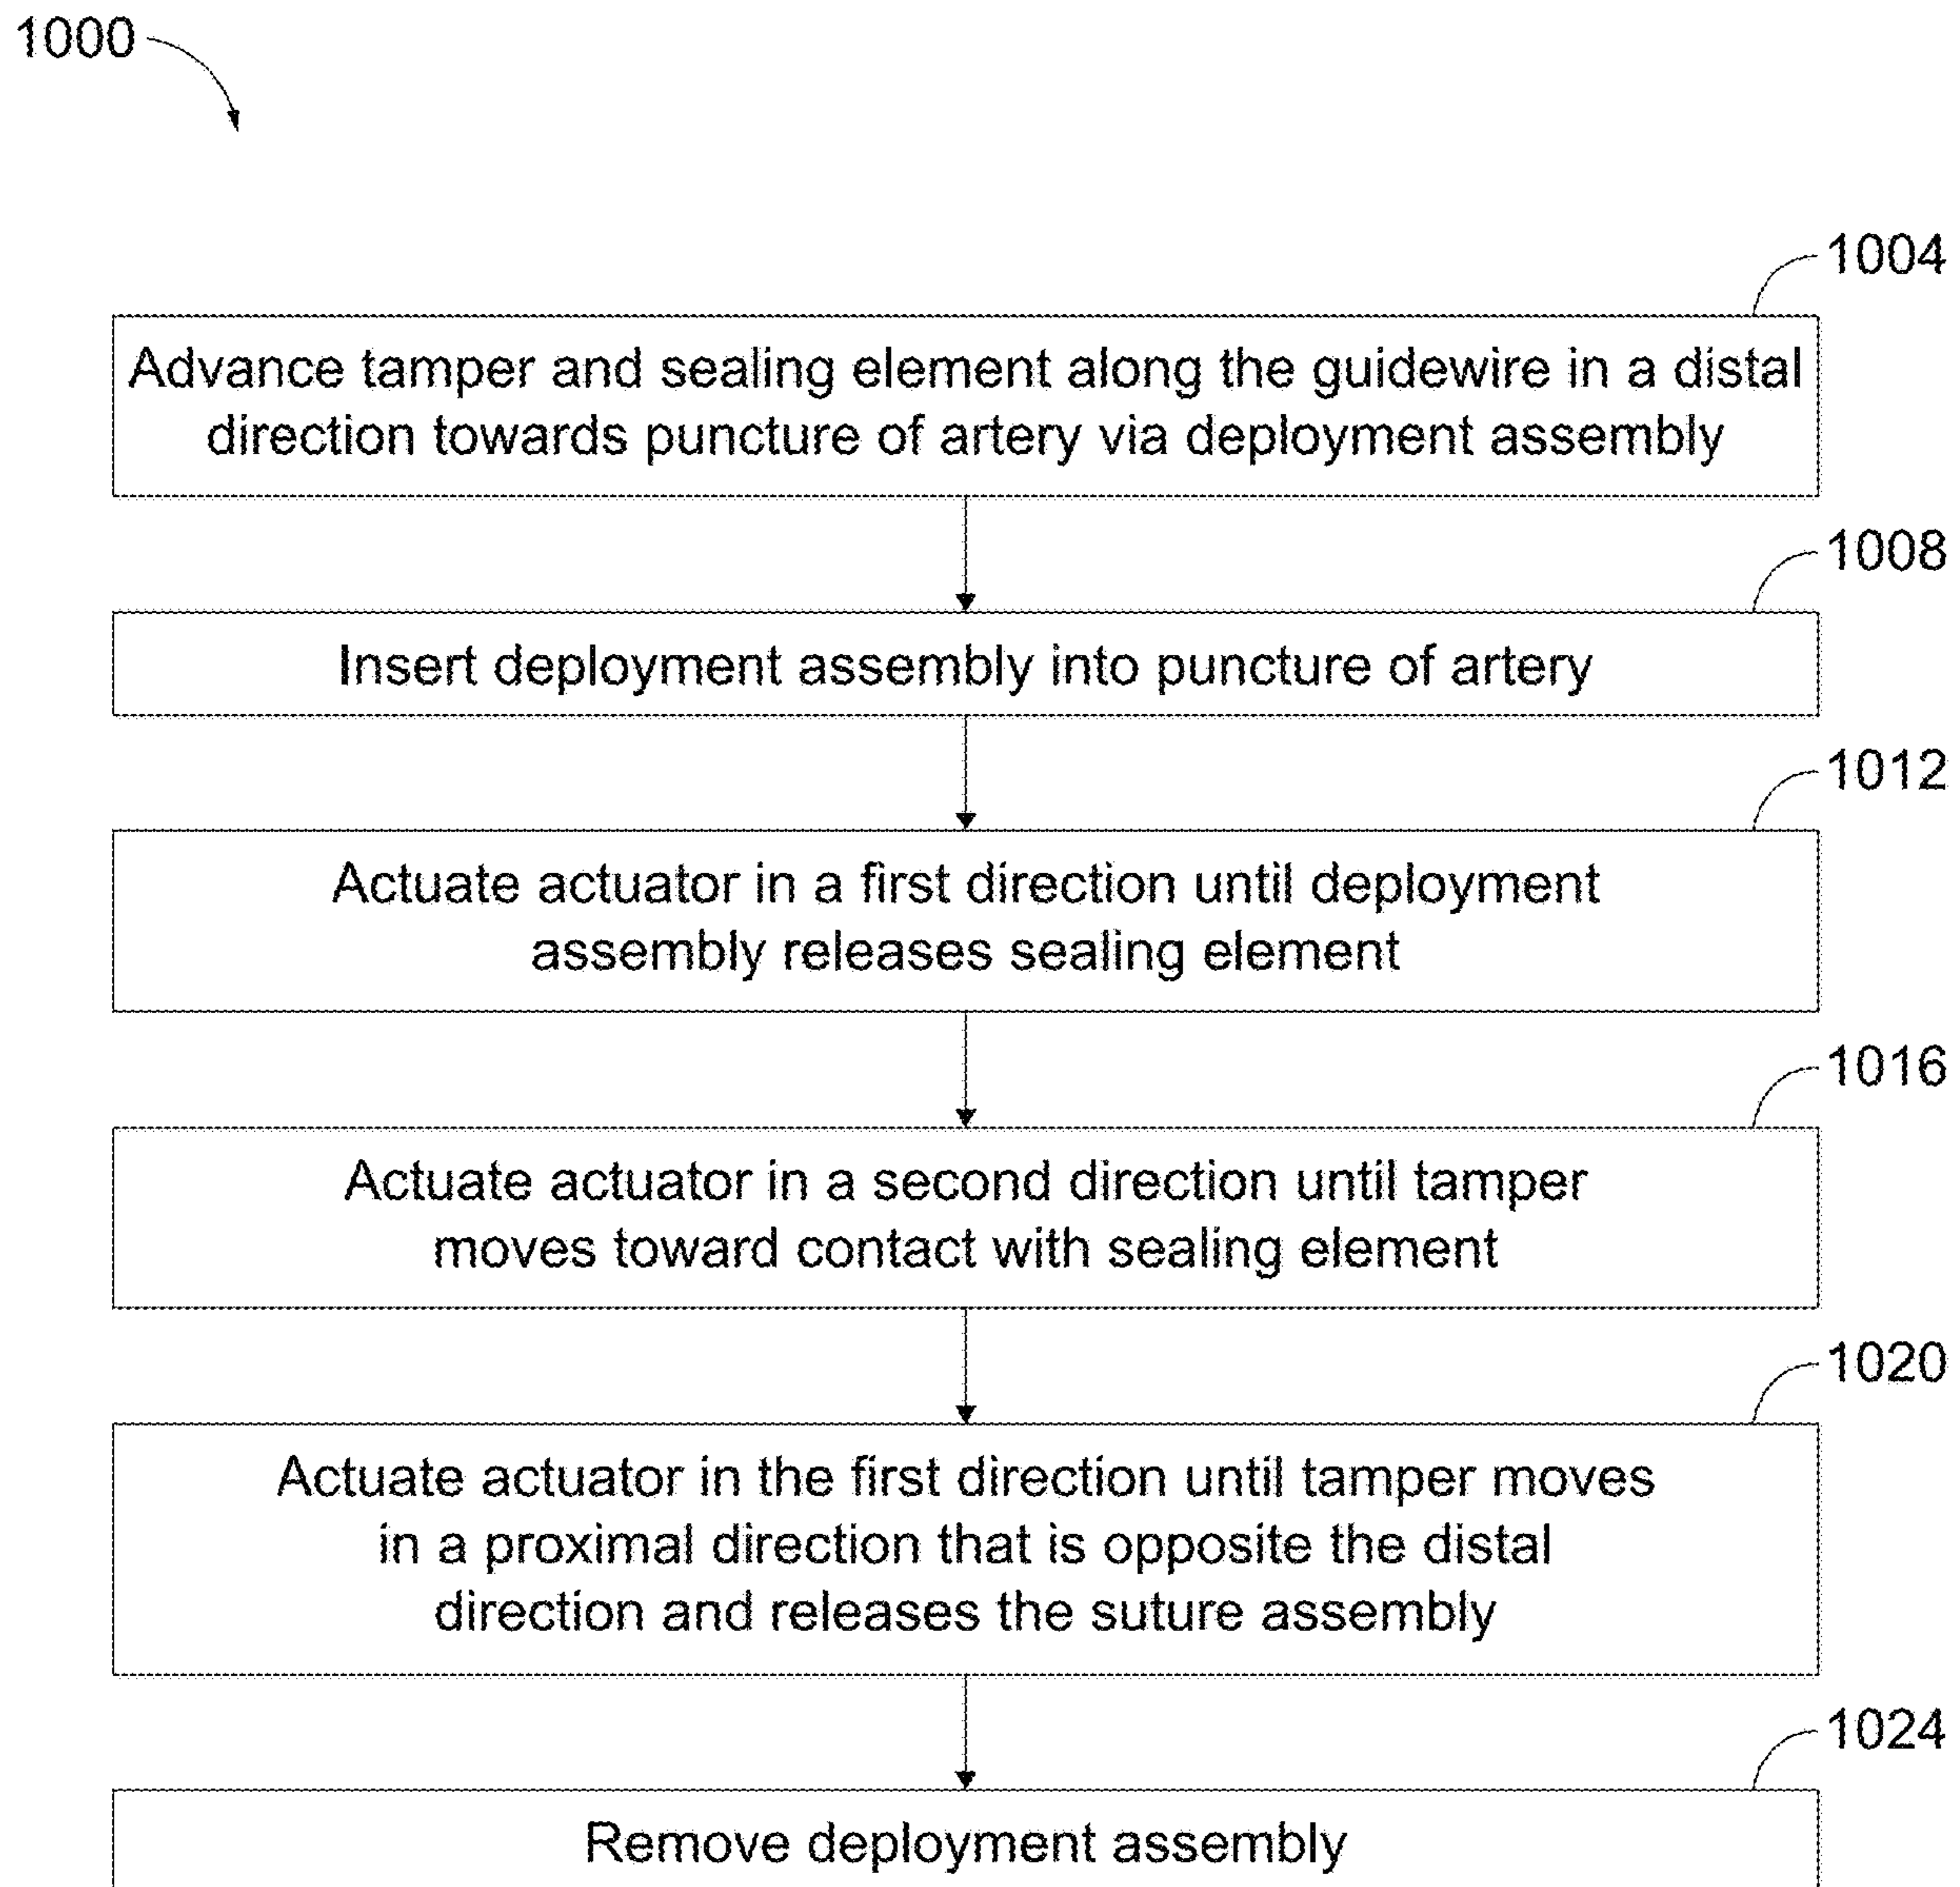 1000
1004
Advance tamper and sealing element along the guidewire in a distal
direction towards puncture of artery via deployment assembly
1008
Insert deployment assembly into puncture of artery
1012
Actuate actuator in a first direction until deployment
assembly releases sealing element
1016
Actuate actuator in a second direction until tamper
moves toward contact with sealing element
1020
Actuate actuator in the first direction until tamper moves
in a proximal direction that is opposite the distal
direction and releases the suture assembly
1024
Remove deployment assembly